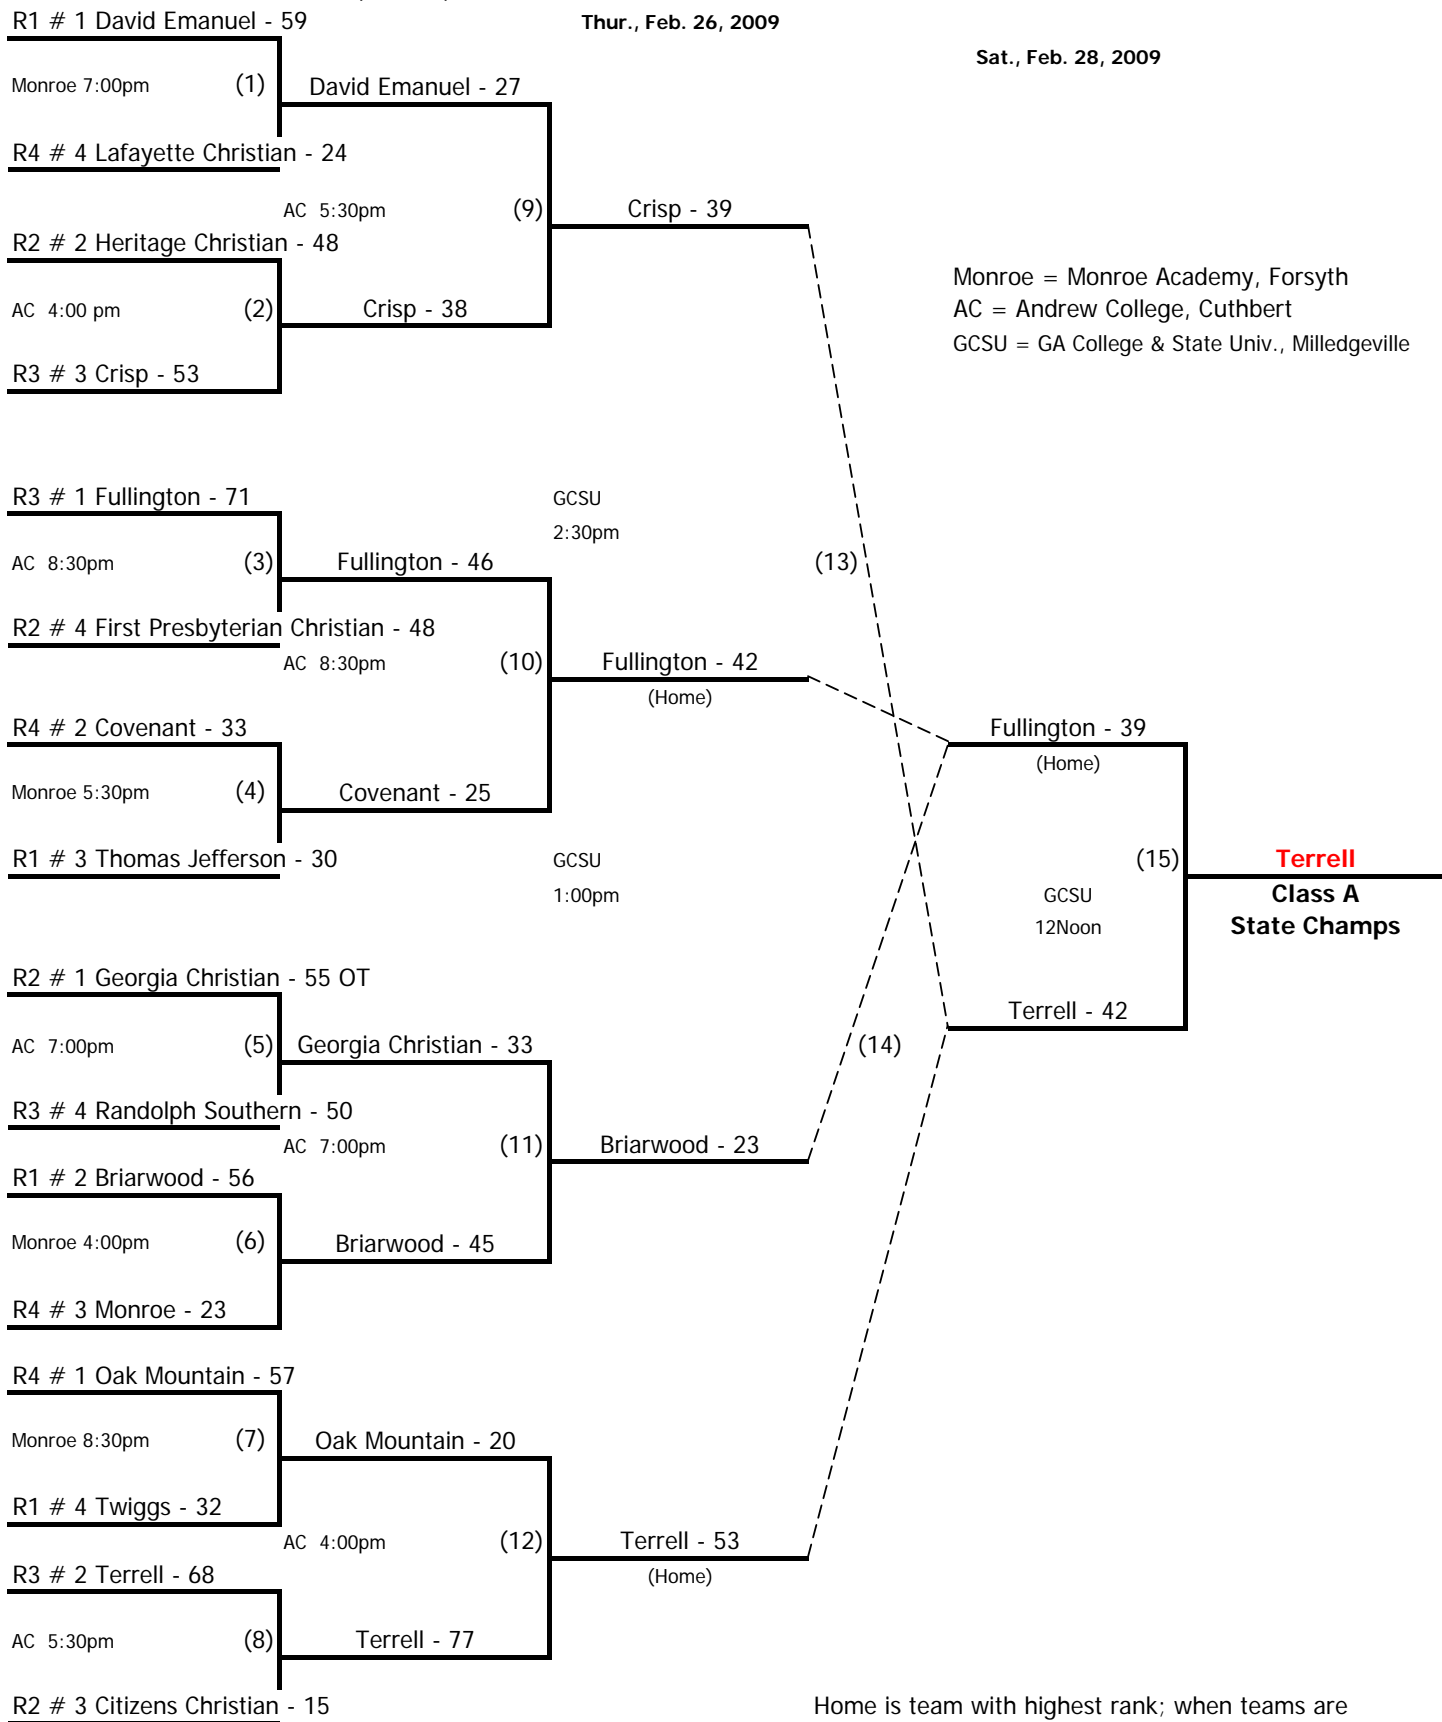 R1 # 1 David Emanuel - 59
Thur., Feb. 26, 2009
Sat., Feb. 28, 2009
Monroe 7:00pm (1)
David Emanuel - 27
R4 # 4 Lafayette Christian - 24
AC 5:30pm (9)
Crisp - 39
R2 # 2 Heritage Christian - 48
Monroe = Monroe Academy, Forsyth
AC 4:00 pm (2)
Crisp - 38
AC = Andrew College, Cuthbert
GCSU = GA College & State Univ., Milledgeville
R3 # 3 Crisp - 53
R3 # 1 Fullington - 71
GCSU
2:30pm
AC 8:30pm (3)
Fullington - 46
(13)
R2 # 4 First Presbyterian Christian - 48
AC 8:30pm (10)
Fullington - 42
(Home)
R4 # 2 Covenant - 33
Fullington - 39
(Home)
Monroe 5:30pm (4)
Covenant - 25
R1 # 3 Thomas Jefferson - 30
GCSU
1:00pm
(15)
Terrell
GCSU
Class A
12Noon
State Champs
R2 # 1 Georgia Christian - 55 OT
Terrell - 42
AC 7:00pm (5)
Georgia Christian - 33
(14)
R3 # 4 Randolph Southern - 50
AC 7:00pm (11)
Briarwood - 23
R1 # 2 Briarwood - 56
Monroe 4:00pm (6)
Briarwood - 45
R4 # 3 Monroe - 23
R4 # 1 Oak Mountain - 57
Monroe 8:30pm (7)
Oak Mountain - 20
R1 # 4 Twiggs - 32
AC 4:00pm (12)
Terrell - 53
(Home)
R3 # 2 Terrell - 68
AC 5:30pm (8)
Terrell - 77
R2 # 3 Citizens Christian - 15
Home is team with highest rank; when teams are